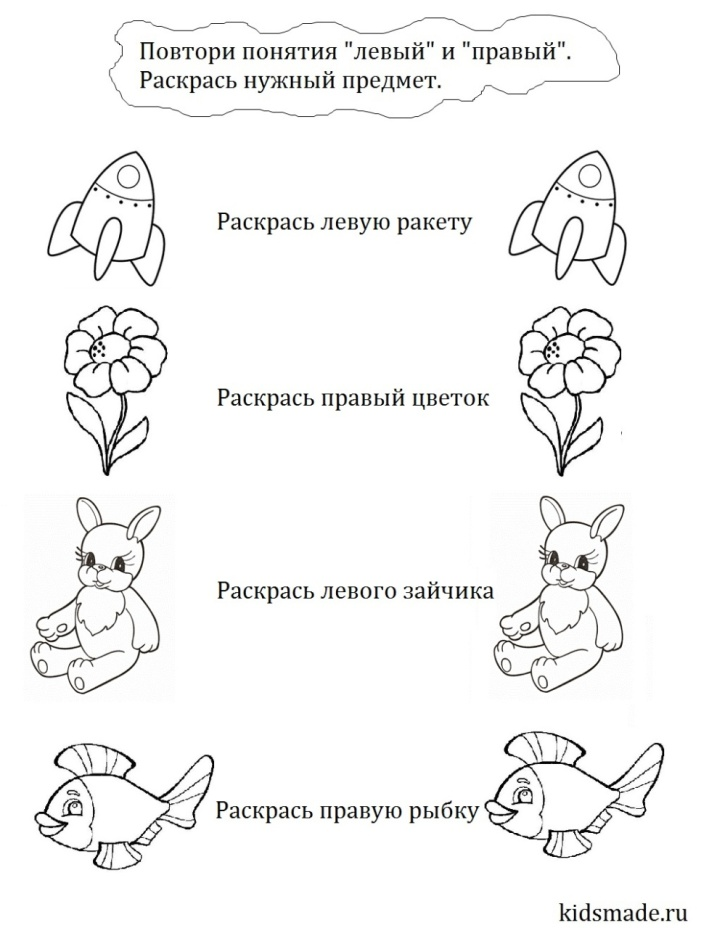 Повтори понятия "левый" и "правый".
Раскрась нужный предмет.
Раскрась левую ракету
Раскрась правый цветок
Раскрась левого зайчика
Раскрась правую рыбку
kidsmade.ru